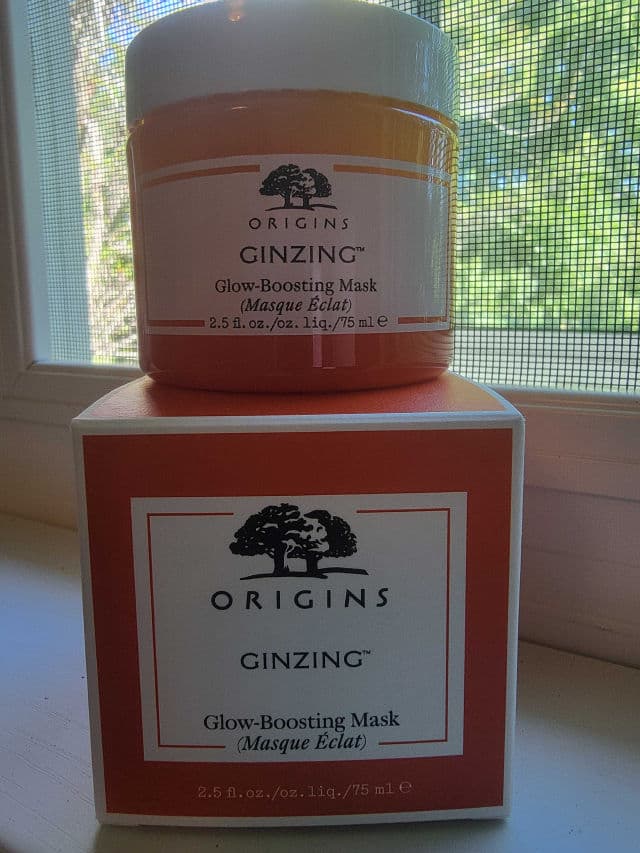 ORIGINS
GINZING™
Glow-Boosting Mask
(Masque Éclat)
2.5 fl.oz./oz. liq./75 ml ℮
ORIGINS
GINZING™
Glow-Boosting Mask
(Masque Éclat)
2.5 fl.oz./oz.liq./75 ml ℮